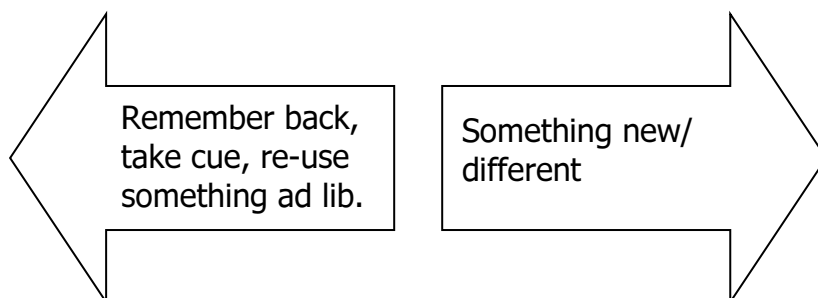 Remember back,
take cue, re-use
something ad lib.
Something new/
different